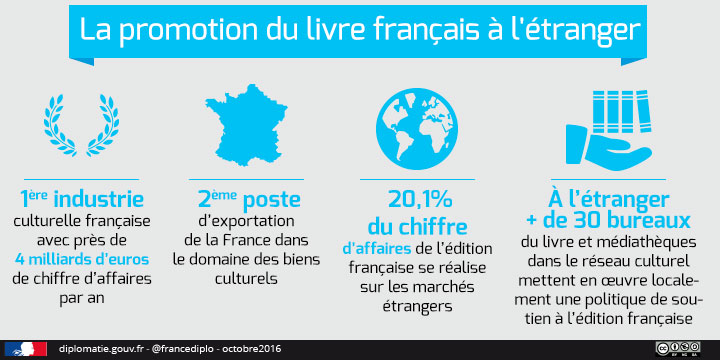 La promotion du livre français à l'étranger
1ère industrie
culturelle française
avec près de
4 milliards d'euros
de chiffre d'affaires
par an
2ème poste
d'exportation
de la France dans
le domaine des biens
culturels
20,1%
du chiffre
d'affaires de l'édition
française se réalise
sur les marchés
étrangers
À l'étranger
+ de 30 bureaux
du livre et médiathèques
dans le réseau culturel
mettent en œuvre locale-
ment une politique de sou-
tien à l'édition française
diplomatie.gouv.fr - @francediplo - octobre2016
BY NC SA